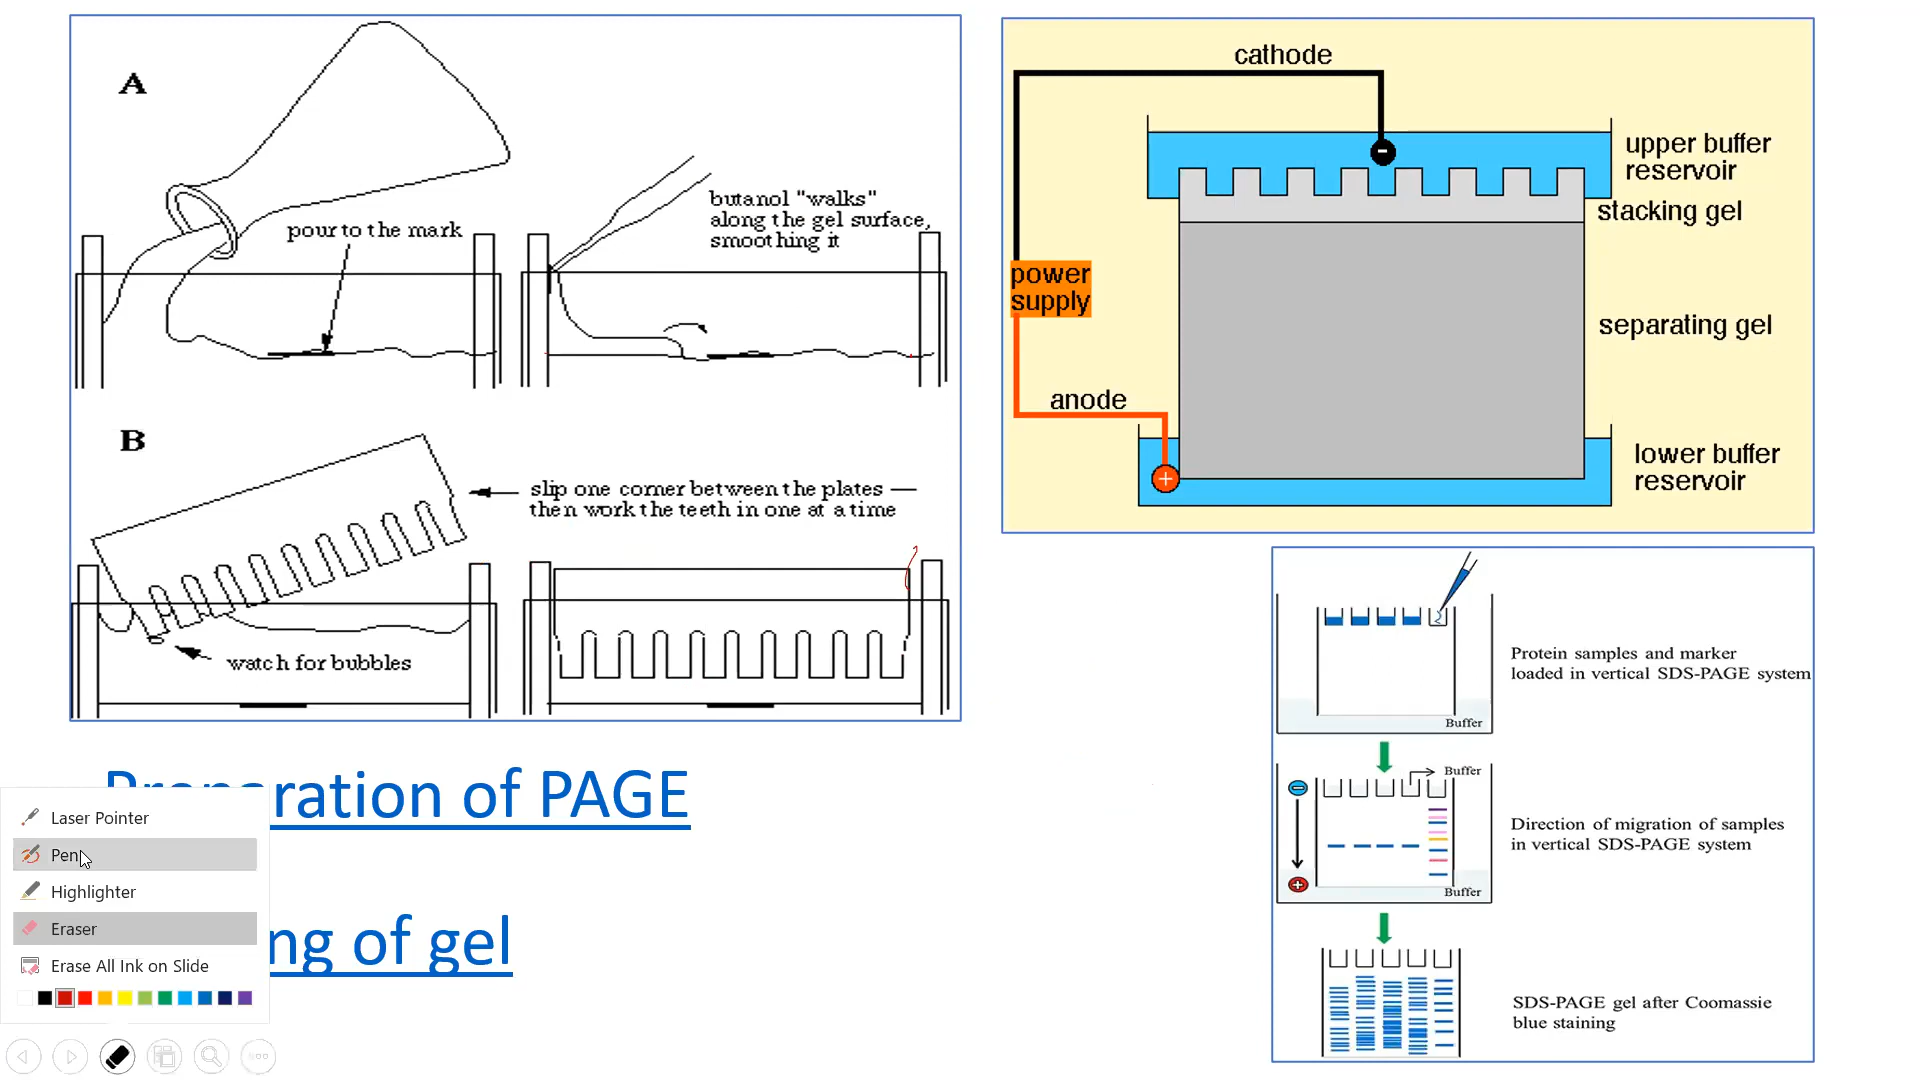 A
pour to the mark
butanol "walks"
along the gel surface,
smoothing it
B
slip one corner between the plates —
then work the teeth in one at a time
watch for bubbles
cathode
upper buffer
reservoir
stacking gel
power
supply
separating gel
anode
lower buffer
reservoir
Protein samples and marker
loaded in vertical SDS-PAGE system
Buffer
Buffer
Direction of migration of samples
in vertical SDS-PAGE system
Buffer
SDS-PAGE gel after Coomassie
blue staining
Preparation of PAGE
ng of gel
Laser Pointer
Pen
Highlighter
Eraser
Erase All Ink on Slide